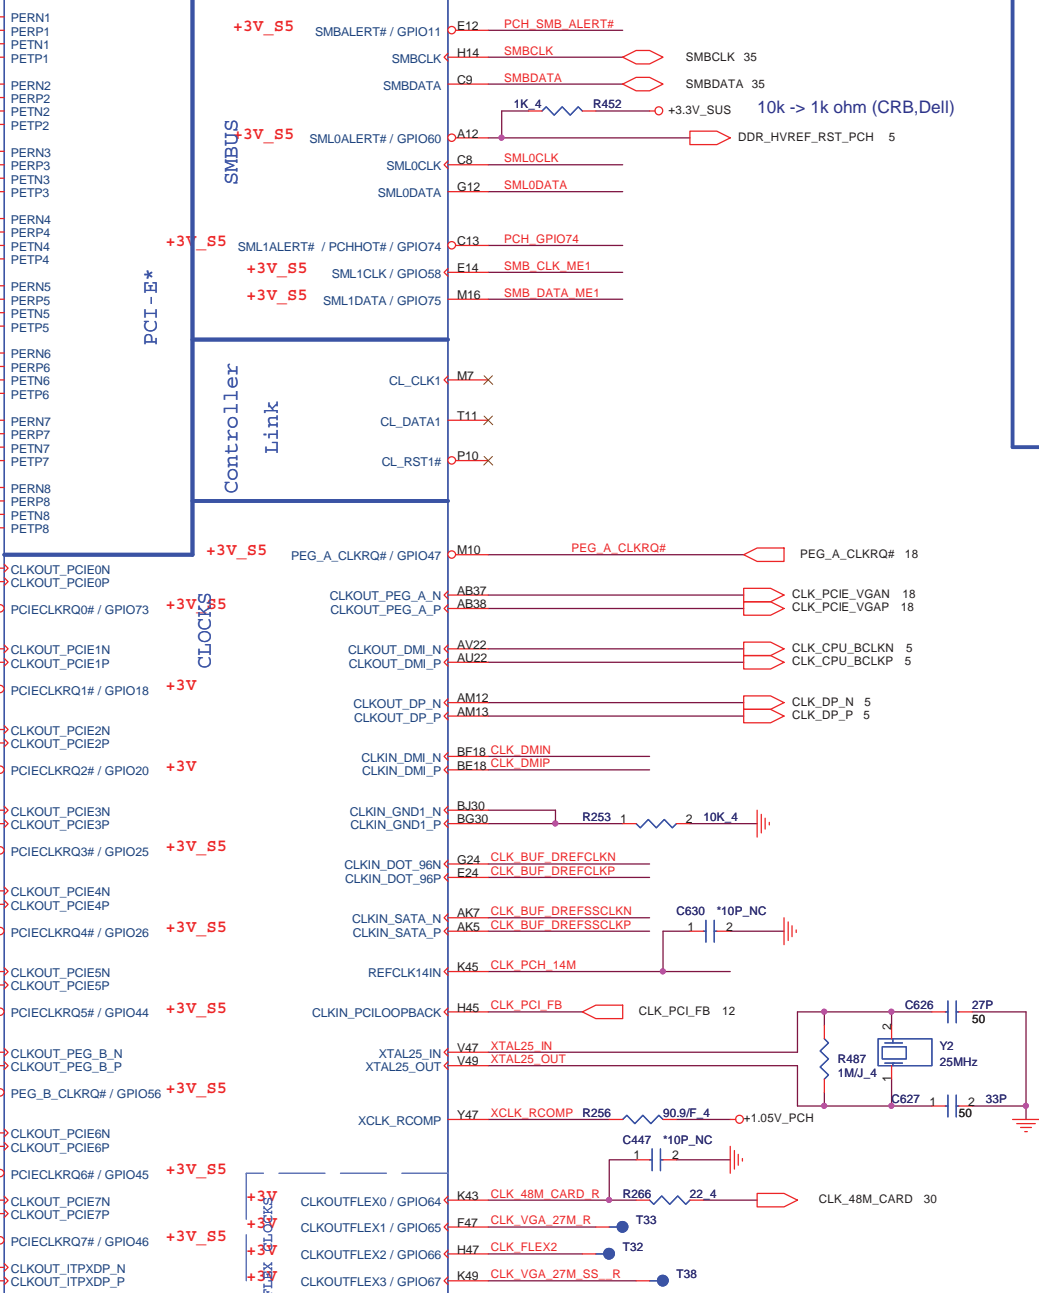 PERN1
PERP1
PETN1
PETP1
PERN2
PERP2
PETN2
PETP2
PERN3
PERP3
PETN3
PETP3
PERN4
PERP4
PETN4
PETP4
PERN5
PERP5
PETN5
PETP5
PERN6
PERP6
PETN6
PETP6
PERN7
PERP7
PETN7
PETP7
PERN8
PERP8
PETN8
PETP8
PCI-E*
CLKOUT_PCIE0N
CLKOUT_PCIE0P
PCIECLKRQ0# / GPIO73 +3V_S5
CLKOUT_PCIE1N
CLKOUT_PCIE1P
PCIECLKRQ1# / GPIO18 +3V
CLKOUT_PCIE2N
CLKOUT_PCIE2P
PCIECLKRQ2# / GPIO20 +3V
CLKOUT_PCIE3N
CLKOUT_PCIE3P
PCIECLKRQ3# / GPIO25 +3V_S5
CLKOUT_PCIE4N
CLKOUT_PCIE4P
PCIECLKRQ4# / GPIO26 +3V_S5
CLKOUT_PCIE5N
CLKOUT_PCIE5P
PCIECLKRQ5# / GPIO44 +3V_S5
CLKOUT_PEG_B_N
CLKOUT_PEG_B_P
PEG_B_CLKRQ# / GPIO56 +3V_S5
CLKOUT_PCIE6N
CLKOUT_PCIE6P
PCIECLKRQ6# / GPIO45 +3V_S5
CLKOUT_PCIE7N
CLKOUT_PCIE7P
PCIECLKRQ7# / GPIO46 +3V_S5
CLKOUT_ITPXDP_N
CLKOUT_ITPXDP_P
SMBUS
+3V_S5 SMBALERT# / GPIO11 E12 PCH_SMB_ALERT#
SMBCLK H14 SMBCLK SMBCLK 35
SMBDATA C9 SMBDATA SMBDATA 35
1K_4 R452 +3.3V_SUS 10k -> 1k ohm (CRB,Dell)
+3V_S5 SML0ALERT# / GPIO60 A12 DDR_HVREF_RST_PCH 5
SML0CLK C8 SML0CLK
SML0DATA G12 SML0DATA
+3V_S5 SML1ALERT# / PCHHOT# / GPIO74 C13 PCH_GPIO74
+3V_S5 SML1CLK / GPIO58 E14 SMB_CLK_ME1
+3V_S5 SML1DATA / GPIO75 M16 SMB_DATA_ME1
Controller
Link
CL_CLK1 M7
CL_DATA1 T11
CL_RST1# P10
CLOCKS
+3V_S5 PEG_A_CLKRQ# / GPIO47 M10 PEG_A_CLKRQ# PEG_A_CLKRQ# 18
CLKOUT_PEG_A_N AB37 CLK_PCIE_VGAN 18
CLKOUT_PEG_A_P AB38 CLK_PCIE_VGAP 18
CLKOUT_DMI_N AV22 CLK_CPU_BCLKN 5
CLKOUT_DMI_P AU22 CLK_CPU_BCLKP 5
CLKOUT_DP_N AM12 CLK_DP_N 5
CLKOUT_DP_P AM13 CLK_DP_P 5
CLKIN_DMI_N BF18 CLK_DMIN
CLKIN_DMI_P BE18 CLK_DMIP
CLKIN_GND1_N BJ30
CLKIN_GND1_P BG30 R253 1 2 10K_4
CLKIN_DOT_96N G24 CLK_BUF_DREFCLKN
CLKIN_DOT_96P E24 CLK_BUF_DREFCLKP
CLKIN_SATA_N AK7 CLK_BUF_DREFSSCLKN
CLKIN_SATA_P AK5 CLK_BUF_DREFSSCLKP
C630 *10P_NC
1 2
REFCLK14IN K45 CLK_PCH_14M
CLKIN_PCILOOPBACK H45 CLK_PCI_FB CLK_PCI_FB 12
XTAL25_IN V47 XTAL25_IN
XTAL25_OUT V49 XTAL25_OUT
C626 27P
50
2
R487
1M/J_4
Y2
25MHz
1
C627 1 2 33P
50
XCLK_RCOMP Y47 XCLK_RCOMP R256 90.9/F_4 +1.05V_PCH
C447 *10P_NC
1 2
FLEX CLOCKS
+3V CLKOUTFLEX0 / GPIO64 K43 CLK_48M_CARD_R R266 22_4 CLK_48M_CARD 30
+3V CLKOUTFLEX1 / GPIO65 F47 CLK_VGA_27M_R T33
+3V CLKOUTFLEX2 / GPIO66 H47 CLK_FLEX2 T32
+3V CLKOUTFLEX3 / GPIO67 K49 CLK_VGA_27M_SS__R T38